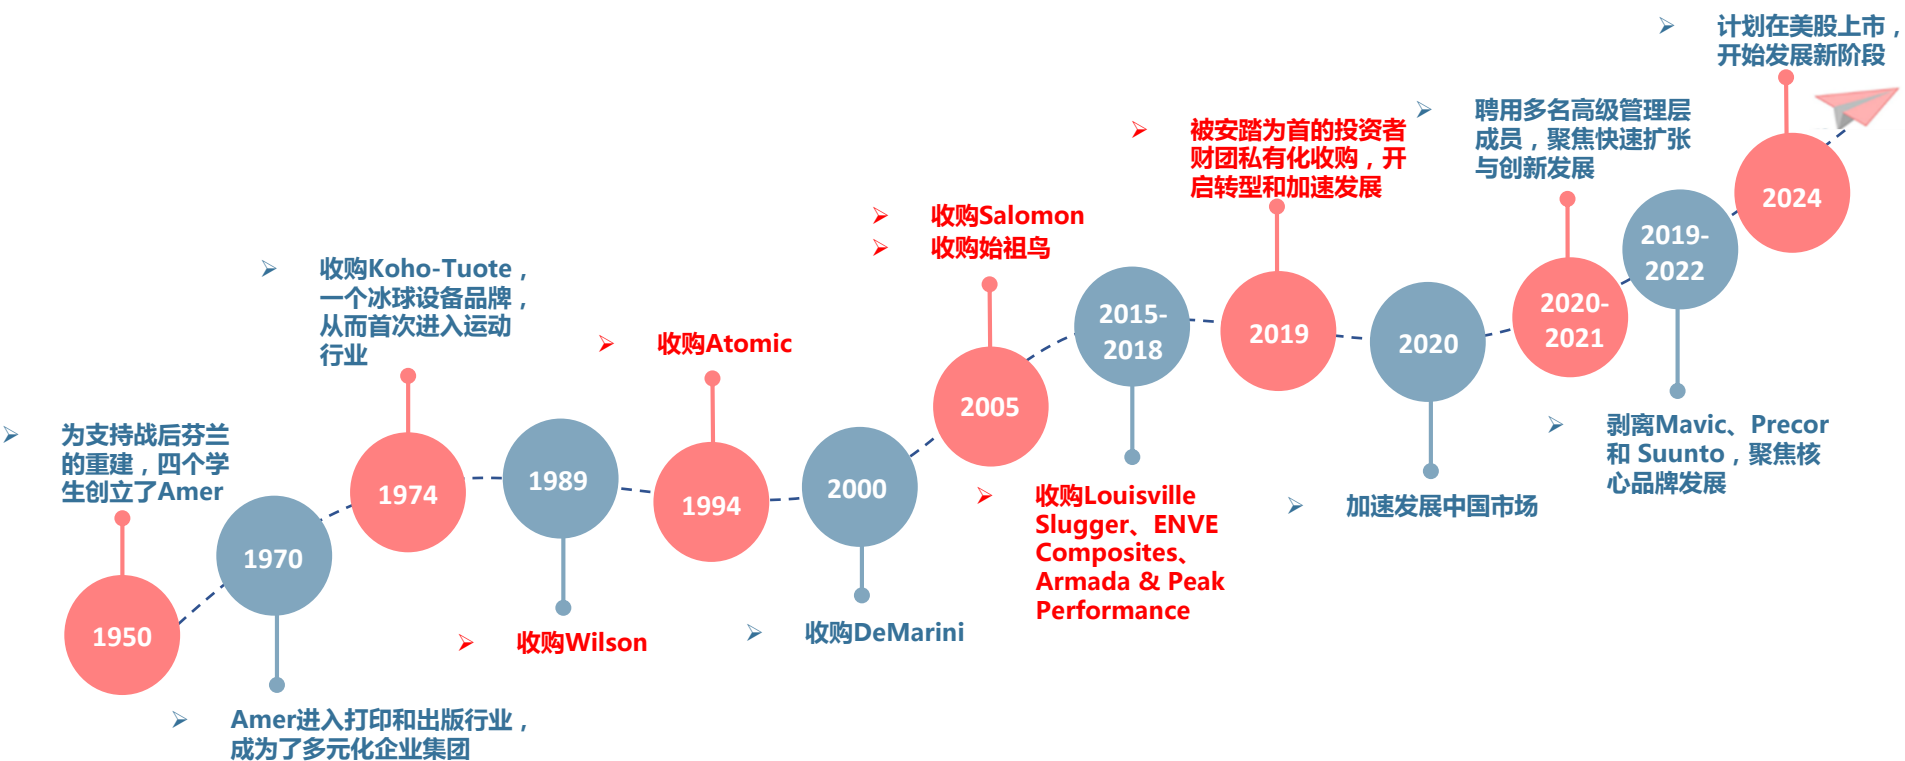 为支持战后芬兰
的重建，四个学
生创立了Amer
1950
1970
Amer进入打印和出版行业，
成为了多元化企业集团
收购Koho-Tuote，
一个冰球设备品牌，
从而首次进入运动
行业
1974
1989
收购Wilson
收购Atomic
1994
2000
收购DeMarini
收购Salomon
收购始祖鸟
2005
2015-
2018
收购Louisville
Slugger、ENVE
Composites、
Armada & Peak
Performance
被安踏为首的投资者
财团私有化收购，开
启转型和加速发展
2019
2020
加速发展中国市场
聘用多名高级管理层
成员，聚焦快速扩张
与创新发展
2020-
2021
2019-
2022
剥离Mavic、Precor
和 Suunto，聚焦核
心品牌发展
计划在美股上市，
开始发展新阶段
2024